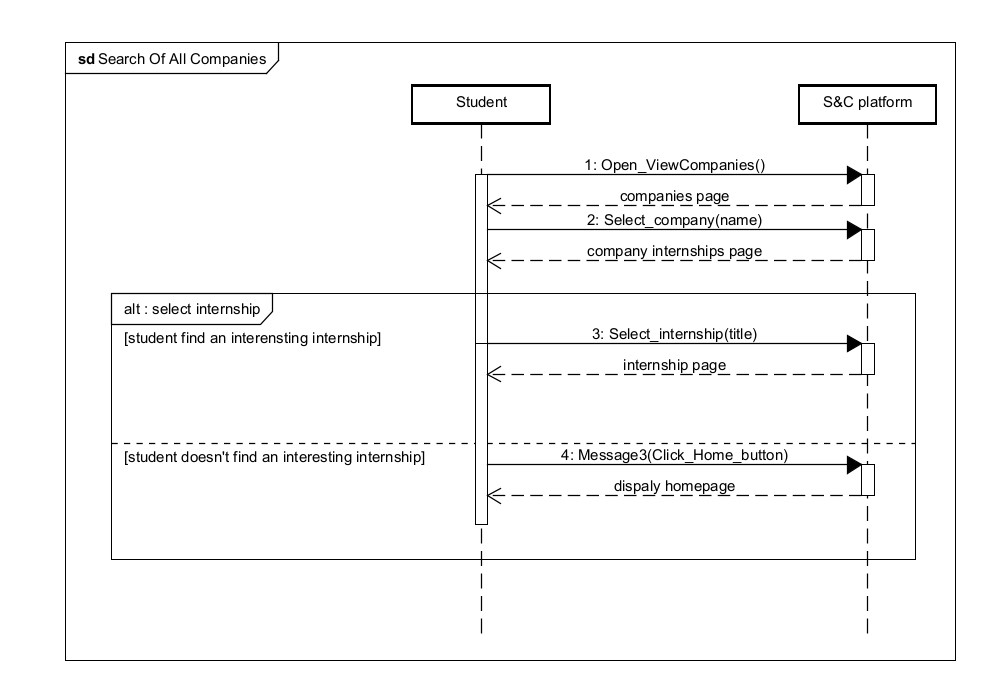 sd Search Of All Companies
Student
S&C platform
1: Open_ViewCompanies()
companies page
2: Select_company(name)
company internships page
alt : select internship
[student find an interensting internship]
3: Select_internship(title)
internship page
[student doesn't find an interesting internship]
4: Message3(Click_Home_button)
dispaly homepage